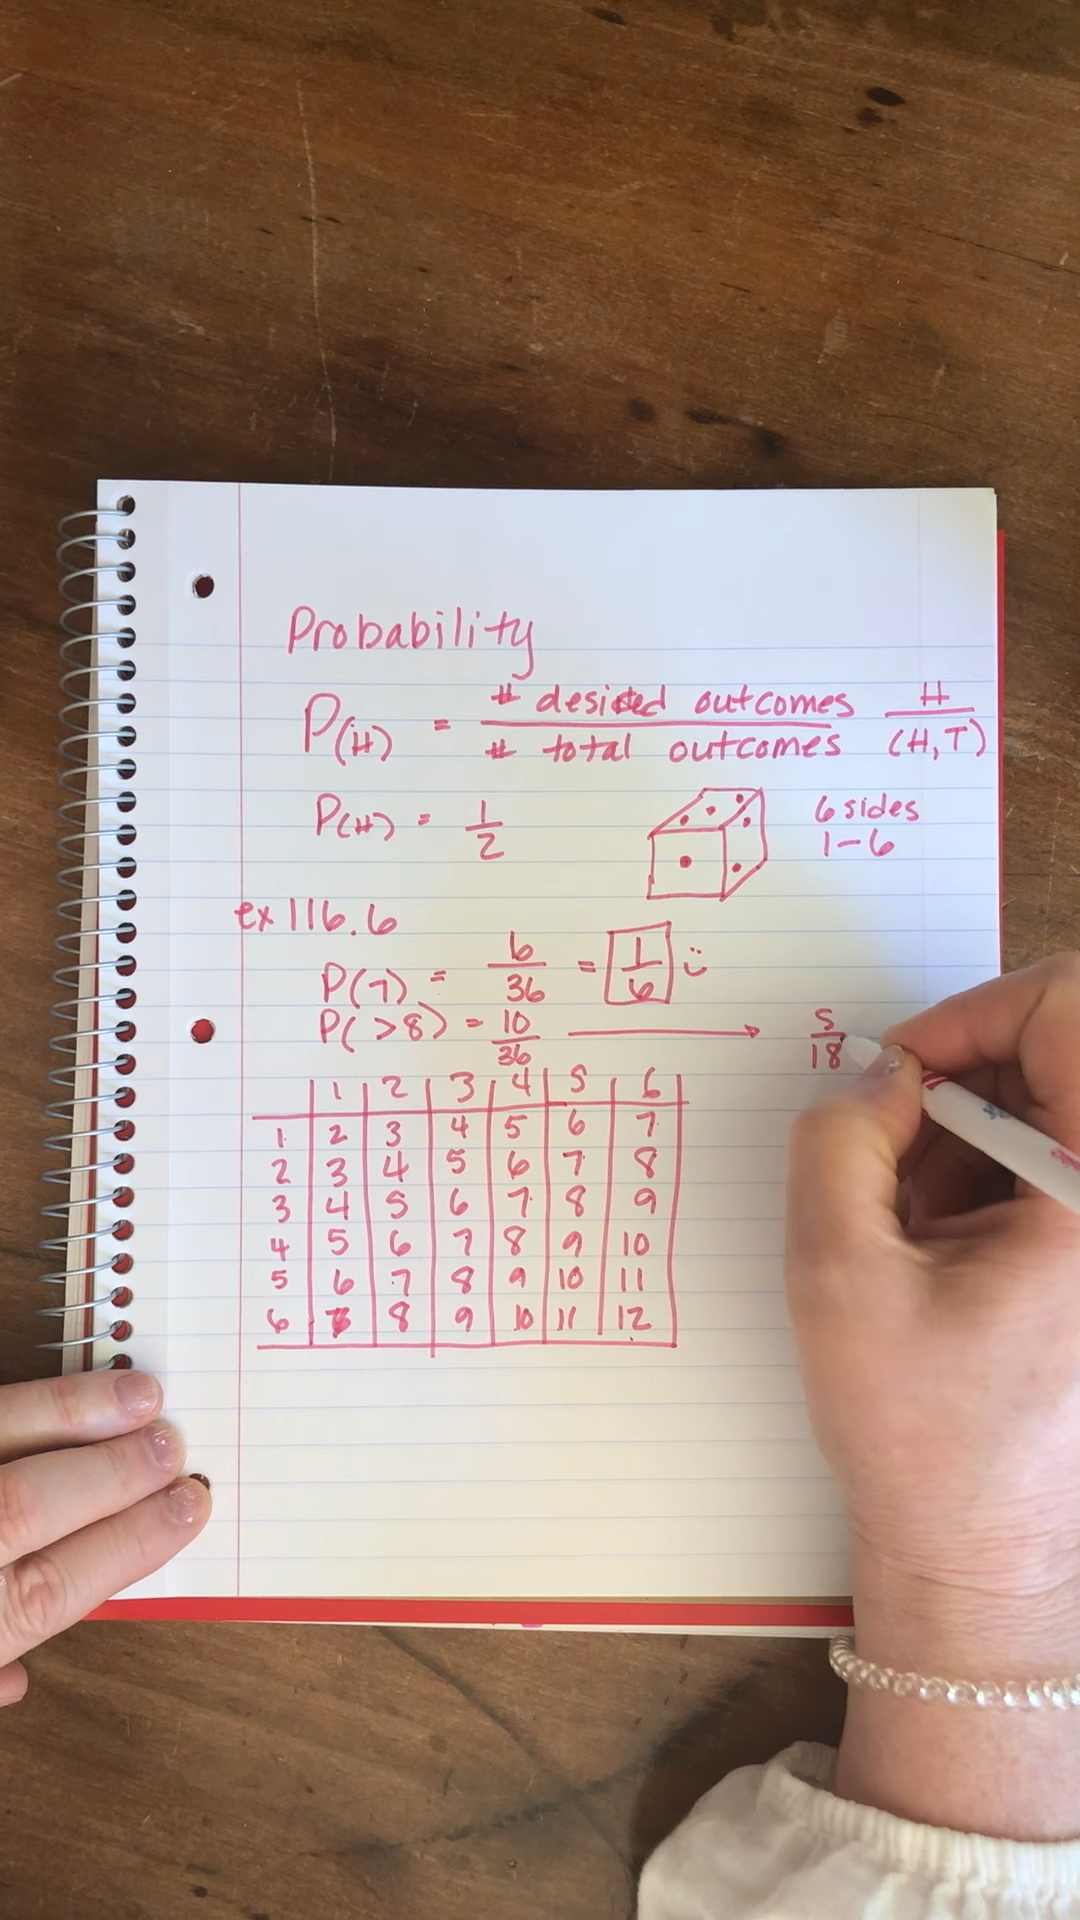 Probability
P(H) = # desired outcomes / # total outcomes H / (H,T)
P(H) = 1/2
6 sides
1-6
ex 116.6
P(7) = 6/36 = 1/6 :)
P(>8) = 10/36 → 5/18
1 2 3 4 5 6
1 2 3 4 5 6 7
2 3 4 5 6 7 8
3 4 5 6 7 8 9
4 5 6 7 8 9 10
5 6 7 8 9 10 11
6 7 8 9 10 11 12